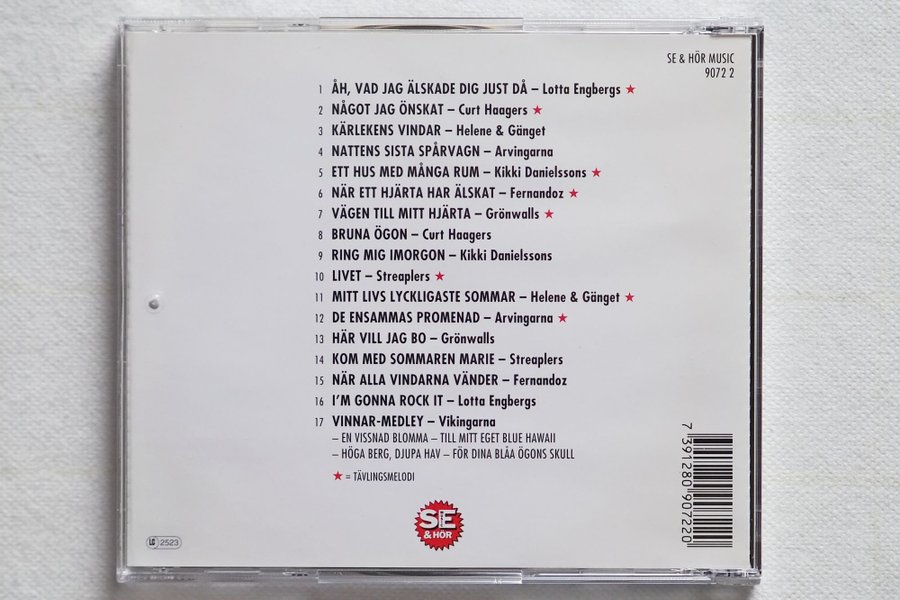 SE & HÖR MUSIC
9072 2
1 ÅH, VAD JAG ÄLSKADE DIG JUST DÅ – Lotta Engbergs ★
2 NÅGOT JAG ÖNSKAT – Curt Haagers ★
3 KÄRLEKENS VINDAR – Helene & Gänget
4 NATTENS SISTA SPÅRVAGN – Arvingarna
5 ETT HUS MED MÅNGA RUM – Kikki Danielssons ★
6 NÄR ETT HJÄRTA HAR ÄLSKAT – Fernandoz ★
7 VÄGEN TILL MITT HJÄRTA – Grönwalls ★
8 BRUNA ÖGON – Curt Haagers
9 RING MIG IMORGON – Kikki Danielssons
10 LIVET – Streaplers ★
11 MITT LIVS LYCKLIGASTE SOMMAR – Helene & Gänget ★
12 DE ENSAMMAS PROMENAD – Arvingarna ★
13 HÄR VILL JAG BO – Grönwalls
14 KOM MED SOMMAREN MARIE – Streaplers
15 NÄR ALLA VINDARNA VÄNDER – Fernandoz
16 I'M GONNA ROCK IT – Lotta Engbergs
17 VINNAR-MEDLEY – Vikingarna
– EN VISSNAD BLOMMA – TILL MITT EGET BLUE HAWAII
– HÖGA BERG, DJUPA HAV – FÖR DINA BLÅA ÖGONS SKULL
★ = TÄVLINGSMELODI
SE
& HÖR
LC 2523
7 391280 907220